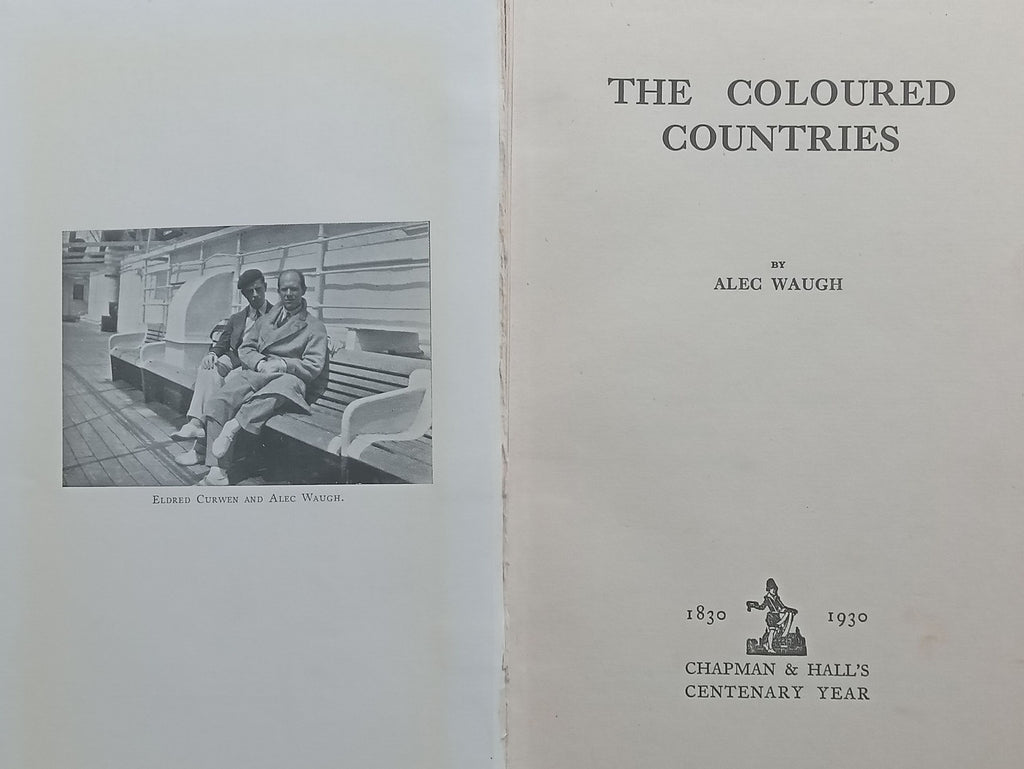 Eldred Curwen and Alec Waugh.
THE COLOURED
COUNTRIES
BY
ALEC WAUGH
1830 1930
CHAPMAN & HALL'S
CENTENARY YEAR